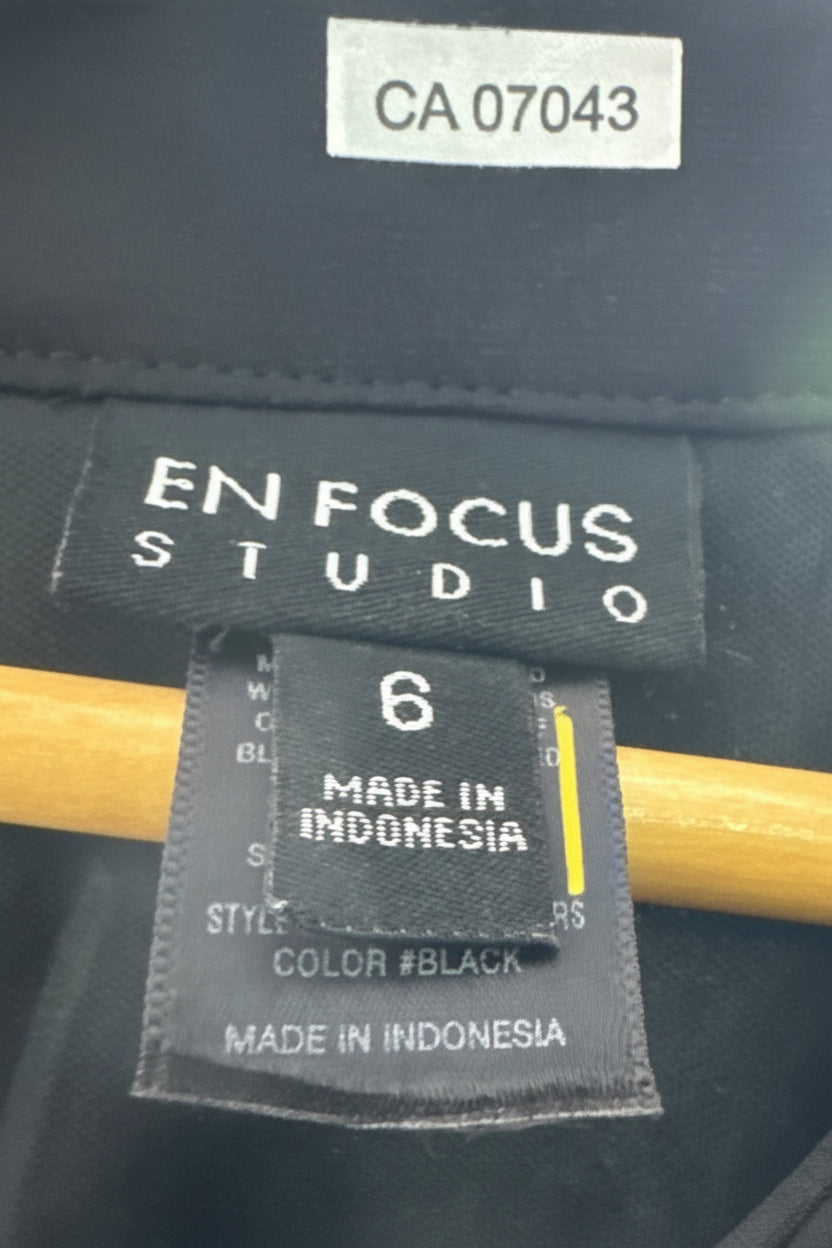 CA 07043
EN FOCUS
STUDIO
6
MADE IN
INDONESIA
COLOR #BLACK
MADE IN INDONESIA